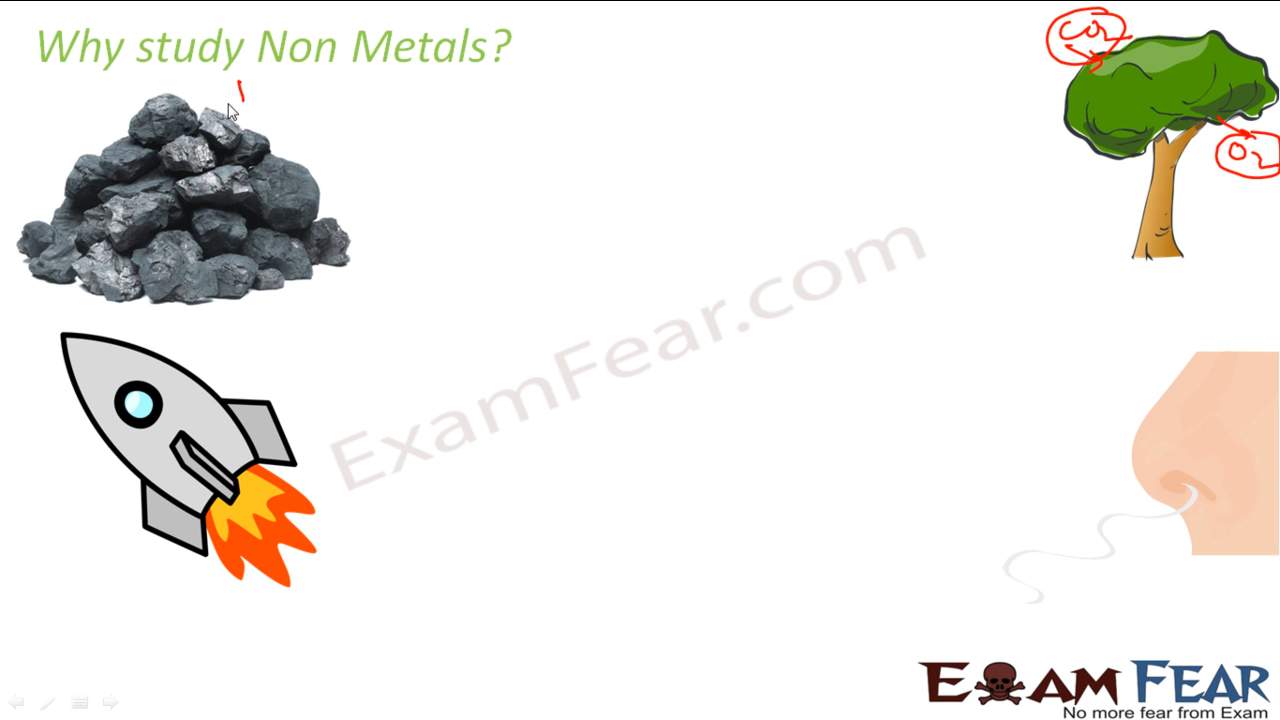 Why study Non Metals?
CO2
O2
ExamFear.com
EXAM FEAR
No more fear from Exam